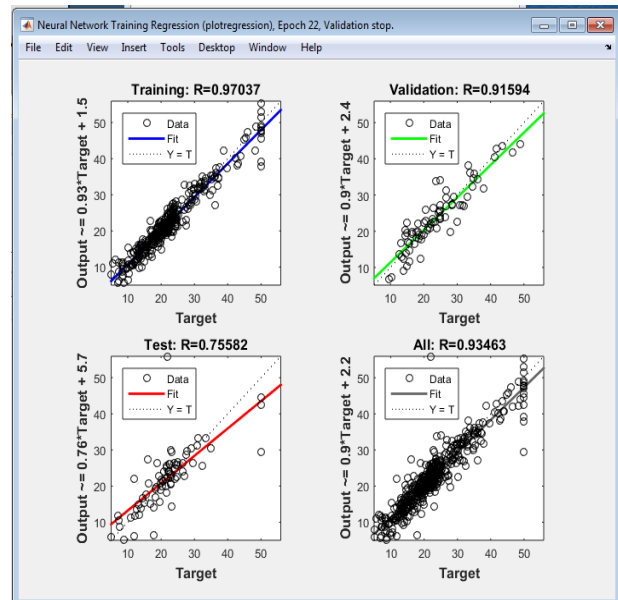 Neural Network Training Regression (plotregression), Epoch 22, Validation stop.
File Edit View Insert Tools Desktop Window Help
Training: R=0.97037
Output ~= 0.93*Target + 1.5
50
40
30
20
10
Data
Fit
Y = T
10 20 30 40 50
Target
Validation: R=0.91594
Output ~= 0.9*Target + 2.4
50
40
30
20
10
Data
Fit
Y = T
10 20 30 40 50
Target
Test: R=0.75582
Output ~= 0.76*Target + 5.7
50
40
30
20
10
Data
Fit
Y = T
10 20 30 40 50
Target
All: R=0.93463
Output ~= 0.9*Target + 2.2
50
40
30
20
10
Data
Fit
Y = T
10 20 30 40 50
Target